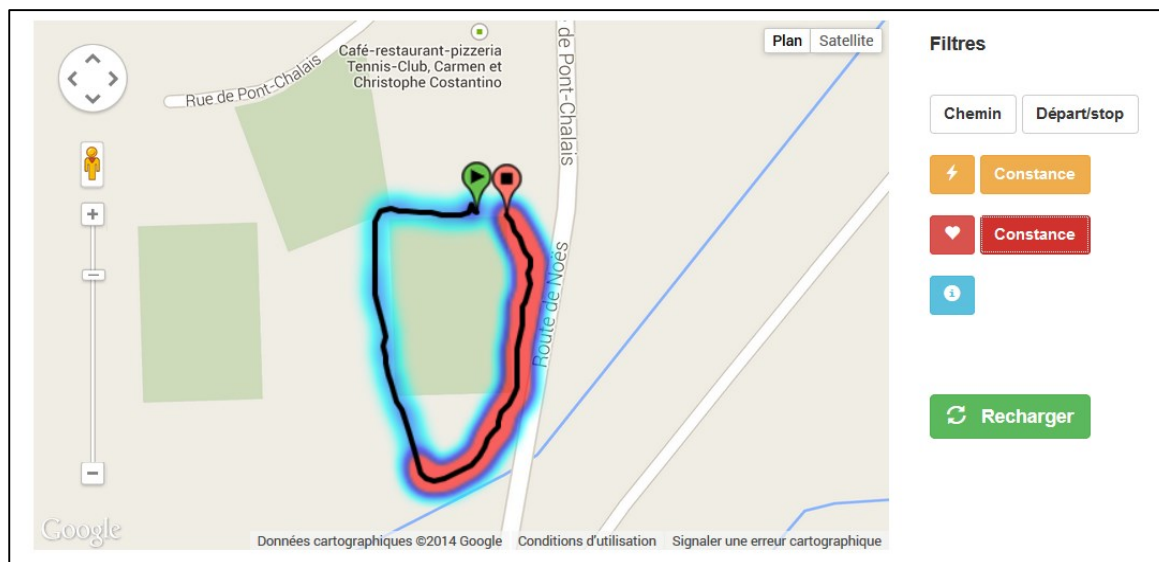 Café-restaurant-pizzeria
Tennis-Club, Carmen et
Christophe Costantino
Rue de Pont-Chalais
de Pont-Chalais
Route de Noës
Plan
Satellite
Google
Données cartographiques ©2014 Google
Conditions d'utilisation
Signaler une erreur cartographique
Filtres
Chemin
Départ/stop
Constance
Constance
Recharger